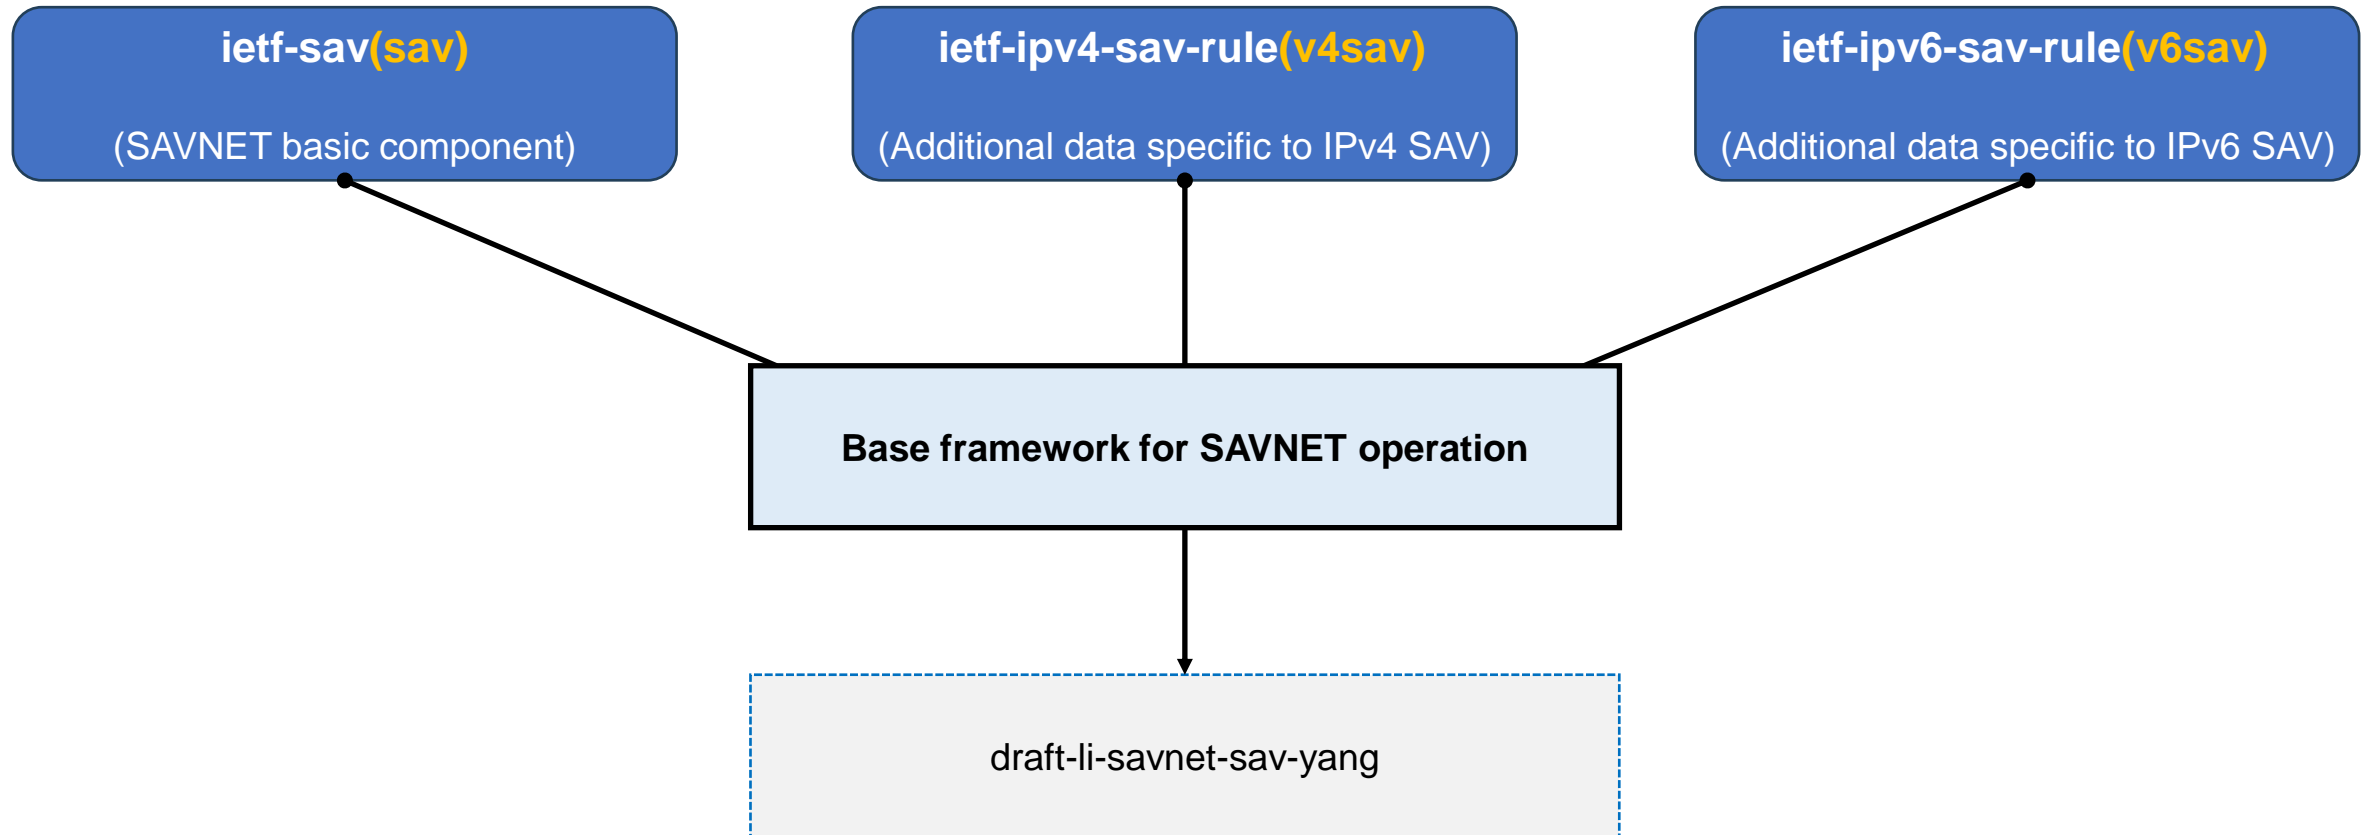 ietf-sav(sav)
(SAVNET basic component)
ietf-ipv4-sav-rule(v4sav)
(Additional data specific to IPv4 SAV)
ietf-ipv6-sav-rule(v6sav)
(Additional data specific to IPv6 SAV)
Base framework for SAVNET operation
draft-li-savnet-sav-yang